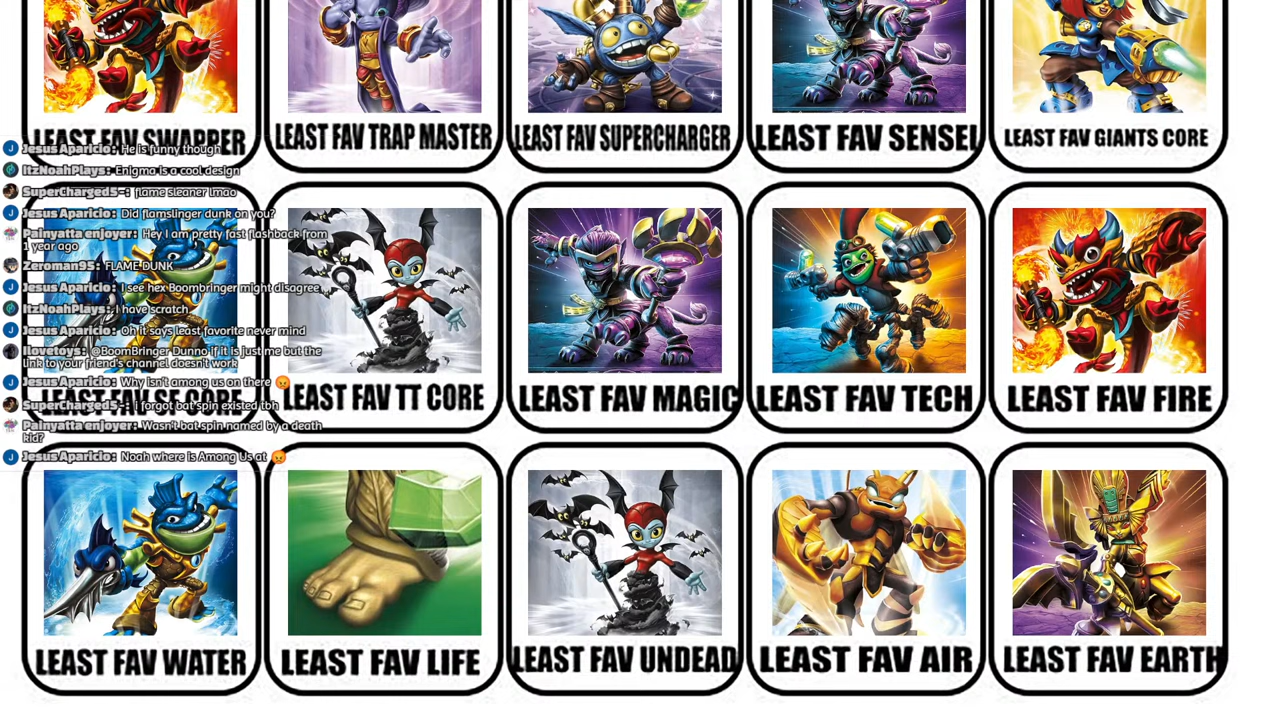 LEAST FAV SWAPPER
LEAST FAV TRAP MASTER
LEAST FAV SUPERCHARGER
LEAST FAV SENSEI
LEAST FAV GIANTS CORE
Jesus Aparicio: He is funny though
ItzNoahPlays: Enigma is a cool design
SuperCharged5-: flame sleaner lmao
Jesus Aparicio: Did flamslinger dunk on you?
Painyatta enjoyer: Hey I am pretty fast flashback from
1 year ago
Zeroman95: FLAME DUNK
Jesus Aparicio: I see hex Boombringer might disagree
ItzNoahPlays: I have scratch
Jesus Aparicio: Oh it says least favorite never mind
Ilovetoys: @BoomBringer Dunno if it is just me but the
link to your friend's channel doesn't work
Jesus Aparicio: Why isn't among us on there 😡
SuperCharged5-: i forgot bat spin existed tbh
Painyatta enjoyer: Wasn't bat spin named by a death
kid?
Jesus Aparicio: Noah where is Among Us at 😡
LEAST FAV SF CORE
LEAST FAV TT CORE
LEAST FAV MAGIC
LEAST FAV TECH
LEAST FAV FIRE
LEAST FAV WATER
LEAST FAV LIFE
LEAST FAV UNDEAD
LEAST FAV AIR
LEAST FAV EARTH